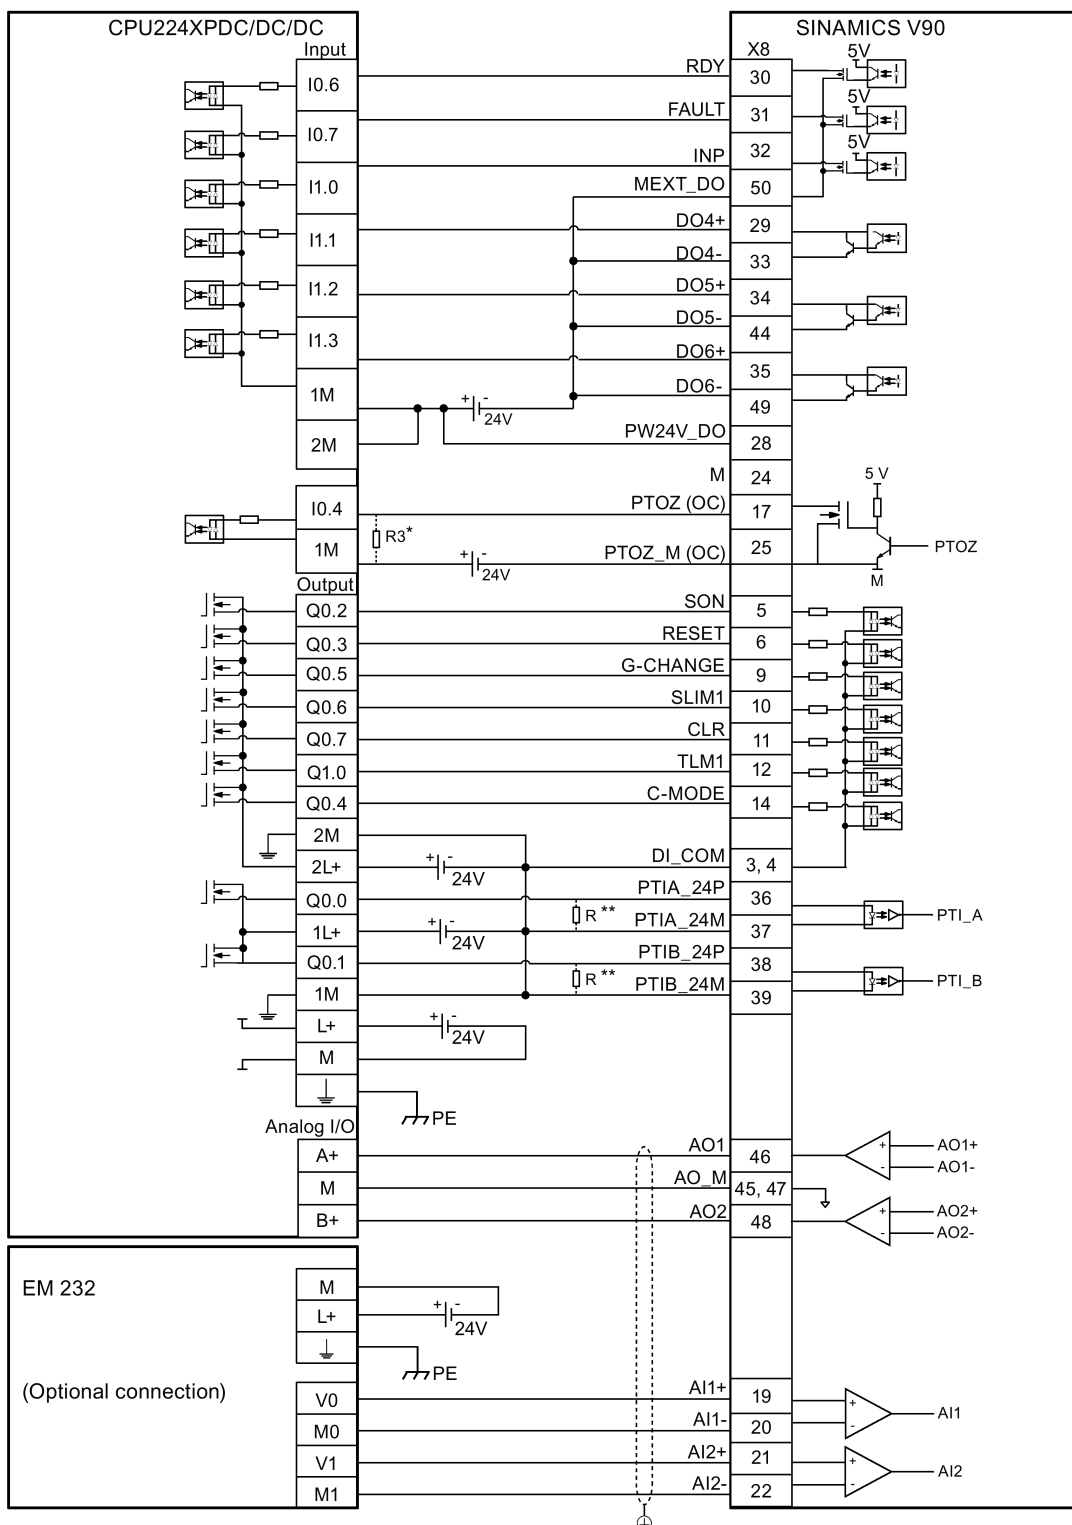 CPU224XPDC/DC/DC
SINAMICS V90
Input
X8
I0.6
RDY
30
5V
I0.7
FAULT
31
5V
INP
32
5V
I1.0
MEXT_DO
50
I1.1
DO4+
29
DO4-
33
I1.2
DO5+
34
DO5-
44
I1.3
DO6+
35
1M
DO6-
49
+ -
24V
2M
PW24V_DO
28
M
24
5 V
I0.4
PTOZ (OC)
17
R3*
1M
PTOZ_M (OC)
25
PTOZ
+ -
24V
M
Output
Q0.2
SON
5
Q0.3
RESET
6
Q0.5
G-CHANGE
9
Q0.6
SLIM1
10
Q0.7
CLR
11
Q1.0
TLM1
12
Q0.4
C-MODE
14
2M
2L+
+ -
24V
DI_COM
3, 4
Q0.0
PTIA_24P
36
R **
PTI_A
1L+
+ -
24V
PTIA_24M
37
Q0.1
PTIB_24P
38
R **
PTI_B
1M
PTIB_24M
39
L+
+ -
24V
M
PE
Analog I/O
A+
AO1
46
+
-
AO1+
AO1-
M
AO_M
45, 47
B+
AO2
48
+
-
AO2+
AO2-
EM 232
M
L+
+ -
24V
PE
(Optional connection)
V0
AI1+
19
+
-
AI1
M0
AI1-
20
V1
AI2+
21
+
-
AI2
M1
AI2-
22